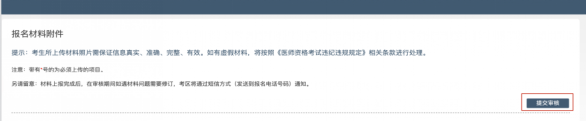 报名材料附件
提示：考生所上传材料照片需保证信息真实、准确、完整、有效。如有虚假材料，将按照《医师资格考试违纪违规规定》相关条款进行处理。
注意：带有*号的为必须上传的项目。
另请留意：材料上报完成后，在审核期间如遇材料问题需要修订，考区将通过短信方式（发送到报名电话号码）通知。
提交审核